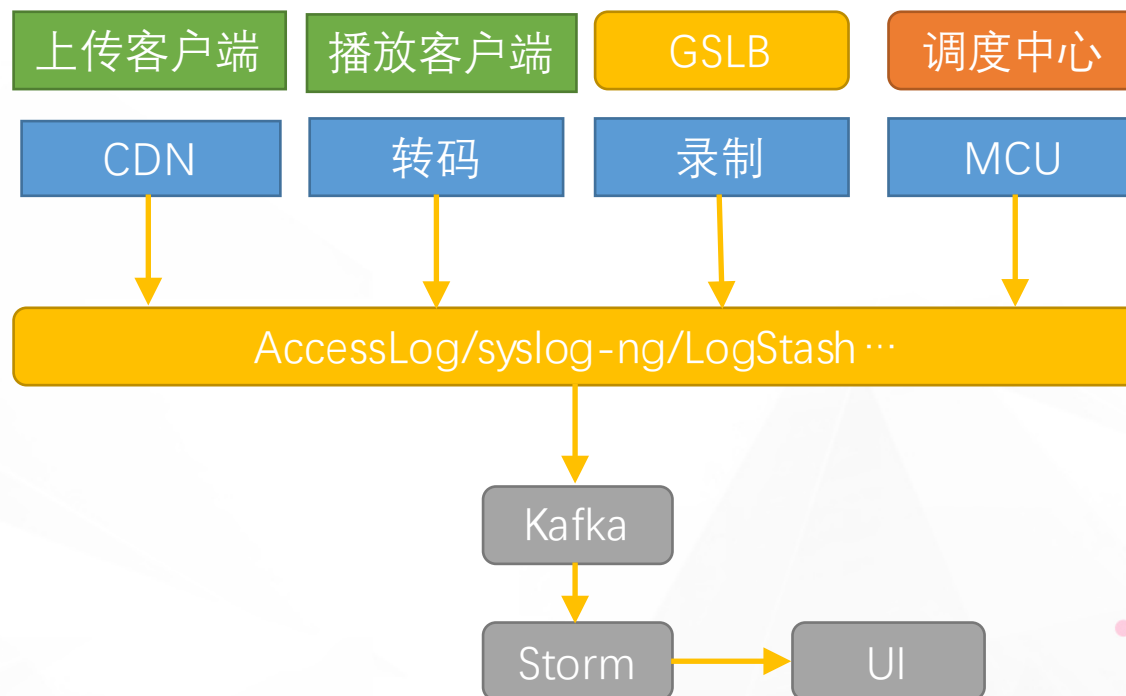 上传客户端
播放客户端
GSLB
调度中心
CDN
转码
录制
MCU
AccessLog/syslog-ng/LogStash…
Kafka
Storm
UI